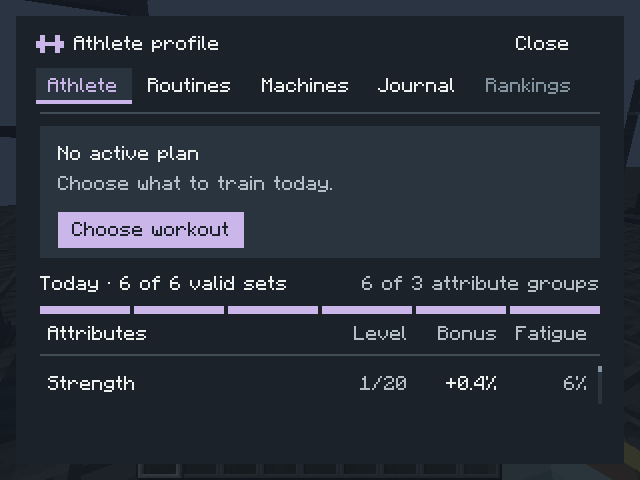 Athlete profile
Close
Athlete Routines Machines Journal Rankings
No active plan
Choose what to train today.
Choose workout
Today · 6 of 6 valid sets 6 of 3 attribute groups
Attributes Level Bonus Fatigue
Strength 1/20 +0.4% 6%